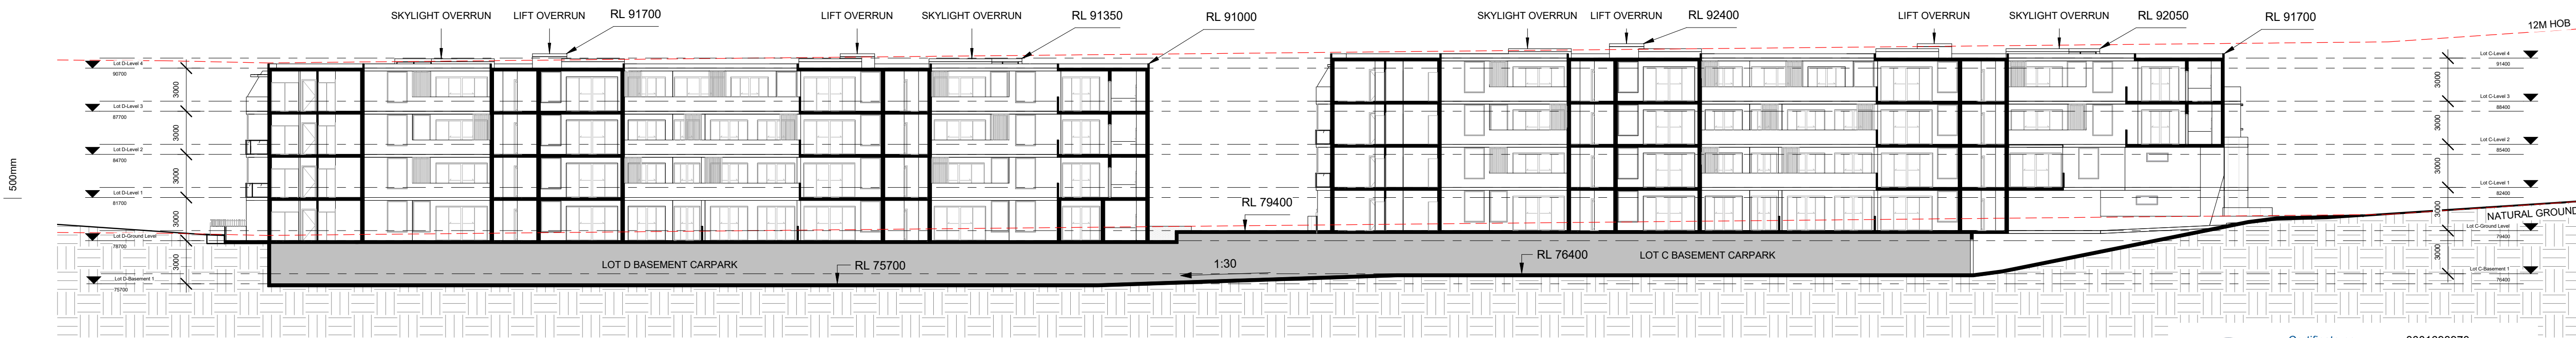 SKYLIGHT OVERRUN
LIFT OVERRUN
RL 91700
LIFT OVERRUN
SKYLIGHT OVERRUN
RL 91350
RL 91000
SKYLIGHT OVERRUN
LIFT OVERRUN
RL 92400
LIFT OVERRUN
SKYLIGHT OVERRUN
RL 92050
RL 91700
12M HOB
Lot D-Level 4
90700
3000
Lot D-Level 3
87700
3000
Lot D-Level 2
84700
3000
Lot D-Level 1
81700
3000
Lot D-Ground Level
78700
3000
Lot D-Basement 1
75700
500mm
LOT D BASEMENT CARPARK
RL 75700
RL 79400
1:30
RL 76400
LOT C BASEMENT CARPARK
Lot C-Level 4
91400
3000
Lot C-Level 3
88400
3000
Lot C-Level 2
85400
3000
Lot C-Level 1
82400
3000
NATURAL GROUND
Lot C-Ground Level
79400
3000
Lot C-Basement 1
76400